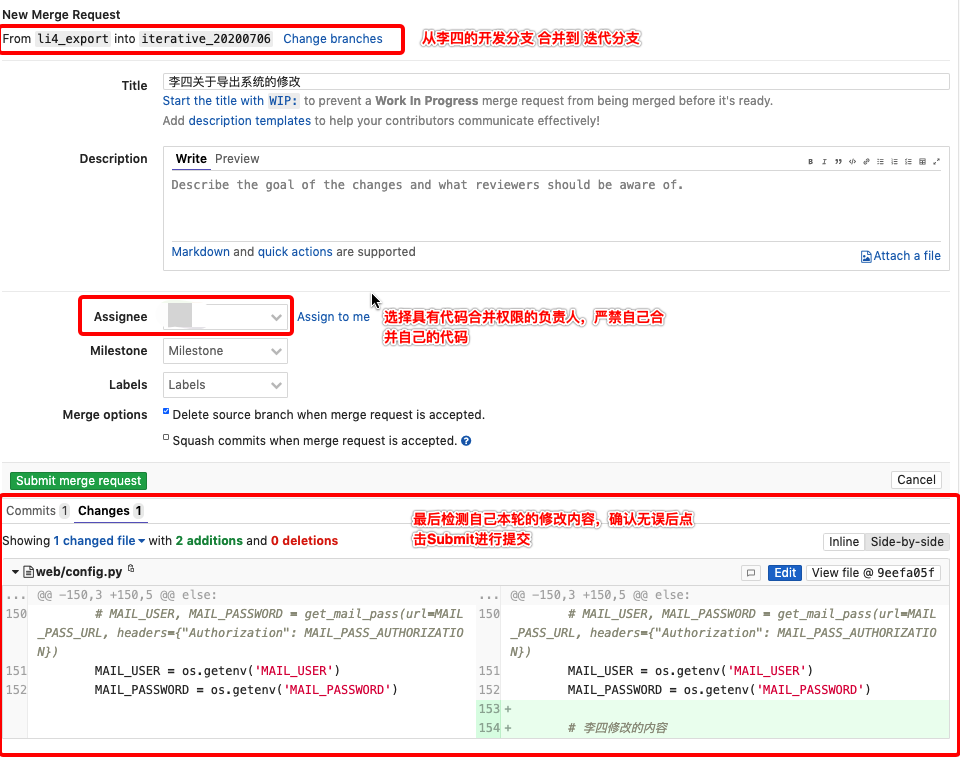 New Merge Request
From li4_export into iterative_20200706 Change branches
从李四的开发分支 合并到 迭代分支
Title
李四关于导出系统的修改
Start the title with WIP: to prevent a Work In Progress merge request from being merged before it's ready.
Add description templates to help your contributors communicate effectively!
Description
Write Preview
Describe the goal of the changes and what reviewers should be aware of.
Markdown and quick actions are supported
Attach a file
Assignee
Assign to me
选择具有代码合并权限的负责人，严禁自己合
并自己的代码
Milestone
Milestone
Labels
Labels
Merge options
Delete source branch when merge request is accepted.
Squash commits when merge request is accepted.
Submit merge request
Cancel
Commits 1 Changes 1
最后检测自己本轮的修改内容，确认无误后点
击Submit进行提交
Showing 1 changed file with 2 additions and 0 deletions
Inline Side-by-side
web/config.py
Edit View file @ 9eefa05f
... @@ -150,3 +150,5 @@ else:
... @@ -150,3 +150,5 @@ else:
150 # MAIL_USER, MAIL_PASSWORD = get_mail_pass(url=MAIL
_PASS_URL, headers={"Authorization": MAIL_PASS_AUTHORIZATIO
N})
150 # MAIL_USER, MAIL_PASSWORD = get_mail_pass(url=MAIL
_PASS_URL, headers={"Authorization": MAIL_PASS_AUTHORIZATIO
N})
151 MAIL_USER = os.getenv('MAIL_USER')
151 MAIL_USER = os.getenv('MAIL_USER')
152 MAIL_PASSWORD = os.getenv('MAIL_PASSWORD')
152 MAIL_PASSWORD = os.getenv('MAIL_PASSWORD')
153 +
154 + # 李四修改的内容